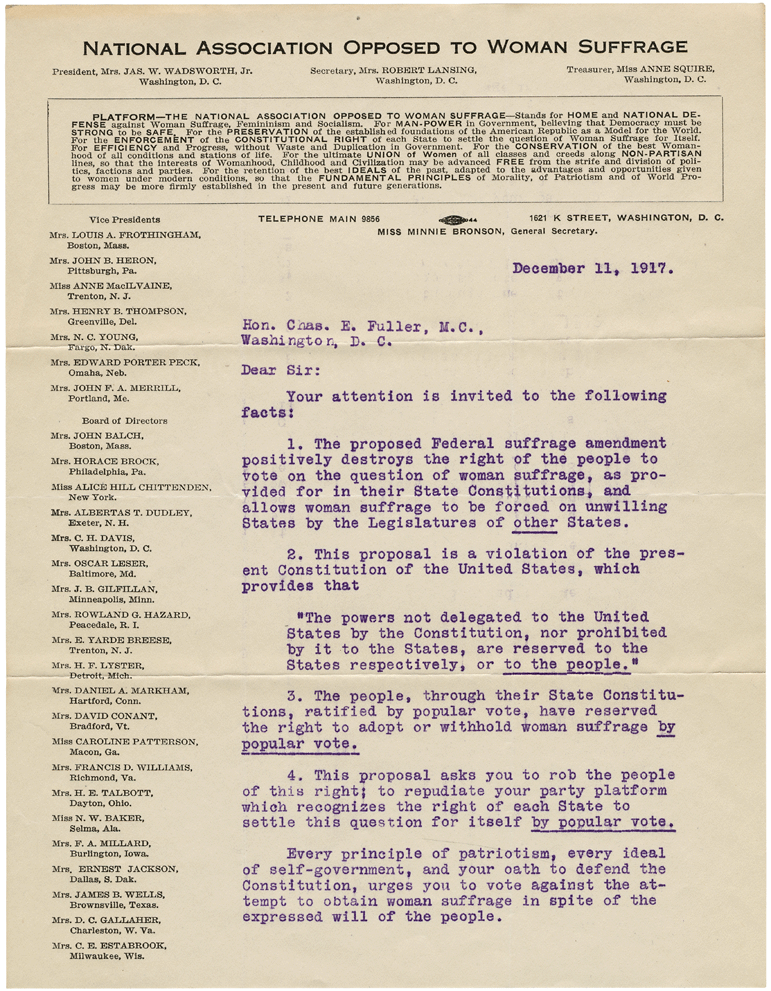 NATIONAL ASSOCIATION OPPOSED TO WOMAN SUFFRAGE
President, Mrs. JAS. W. WADSWORTH, Jr.
Washington, D. C.
Secretary, Mrs. ROBERT LANSING,
Washington, D. C.
Treasurer, Miss ANNE SQUIRE,
Washington, D. C.
PLATFORM—THE NATIONAL ASSOCIATION OPPOSED TO WOMAN SUFFRAGE—Stands for HOME and NATIONAL DE-
FENSE against Woman Suffrage, Femininism and Socialism. For MAN-POWER in Government, believing that Democracy must be
STRONG to be SAFE. For the PRESERVATION of the established foundations of the American Republic as a Model for the World.
For the ENFORCEMENT of the CONSTITUTIONAL RIGHT of each State to settle the question of Woman Suffrage for Itself.
For EFFICIENCY and Progress, without Waste and Duplication in Government. For the CONSERVATION of the best Woman-
hood of all conditions and stations of life. For the ultimate UNION of Women of all classes and creeds along NON-PARTISAN
lines, so that the interests of Womanhood, Childhood and Civilization may be advanced FREE from the strife and division of poli-
tics, factions and parties. For the retention of the best IDEALS of the past, adapted to the advantages and opportunities given
to women under modern conditions, so that the FUNDAMENTAL PRINCIPLES of Morality, of Patriotism and of World Pro-
gress may be more firmly established in the present and future generations.
TELEPHONE MAIN 9856
1621 K STREET, WASHINGTON, D. C.
MISS MINNIE BRONSON, General Secretary.
Vice Presidents
Mrs. LOUIS A. FROTHINGHAM,
Boston, Mass.
Mrs. JOHN B. HERON,
Pittsburgh, Pa.
Miss ANNE MacILVAINE,
Trenton, N. J.
Mrs. HENRY B. THOMPSON,
Greenville, Del.
Mrs. N. C. YOUNG,
Fargo, N. Dak.
Mrs. EDWARD PORTER PECK,
Omaha, Neb.
Mrs. JOHN F. A. MERRILL,
Portland, Me.
Board of Directors
Mrs. JOHN BALCH,
Boston, Mass.
Mrs. HORACE BROCK,
Philadelphia, Pa.
Miss ALICE HILL CHITTENDEN,
New York.
Mrs. ALBERTAS T. DUDLEY,
Exeter, N. H.
Mrs. C. H. DAVIS,
Washington, D. C.
Mrs. OSCAR LESER,
Baltimore, Md.
Mrs. J. B. GILFILLAN,
Minneapolis, Minn.
Mrs. ROWLAND G. HAZARD,
Peacedale, R. I.
Mrs. E. YARDE BREESE,
Trenton, N. J.
Mrs. H. F. LYSTER,
Detroit, Mich.
Mrs. DANIEL A. MARKHAM,
Hartford, Conn.
Mrs. DAVID CONANT,
Bradford, Vt.
Miss CAROLINE PATTERSON,
Macon, Ga.
Mrs. FRANCIS D. WILLIAMS,
Richmond, Va.
Mrs. H. E. TALBOTT,
Dayton, Ohio.
Miss N. W. BAKER,
Selma, Ala.
Mrs. F. A. MILLARD,
Burlington, Iowa.
Mrs. ERNEST JACKSON,
Dallas, S. Dak.
Mrs. JAMES B. WELLS,
Brownsville, Texas.
Mrs. D. C. GALLAHER,
Charleston, W. Va.
Mrs. C. E. ESTABROOK,
Milwaukee, Wis.
December 11, 1917.
Hon. Chas. E. Fuller, M.C.,
Washington, D. C.
Dear Sir:
Your attention is invited to the following
facts:
1. The proposed Federal suffrage amendment
positively destroys the right of the people to
vote on the question of woman suffrage, as pro-
vided for in their State Constitutions, and
allows woman suffrage to be forced on unwilling
States by the Legislatures of other States.
2. This proposal is a violation of the pres-
ent Constitution of the United States, which
provides that
"The powers not delegated to the United
States by the Constitution, nor prohibited
by it to the States, are reserved to the
States respectively, or to the people."
3. The people, through their State Constitu-
tions, ratified by popular vote, have reserved
the right to adopt or withhold woman suffrage by
popular vote.
4. This proposal asks you to rob the people
of this right; to repudiate your party platform
which recognizes the right of each State to
settle this question for itself by popular vote.
Every principle of patriotism, every ideal
of self-government, and your oath to defend the
Constitution, urges you to vote against the at-
tempt to obtain woman suffrage in spite of the
expressed will of the people.